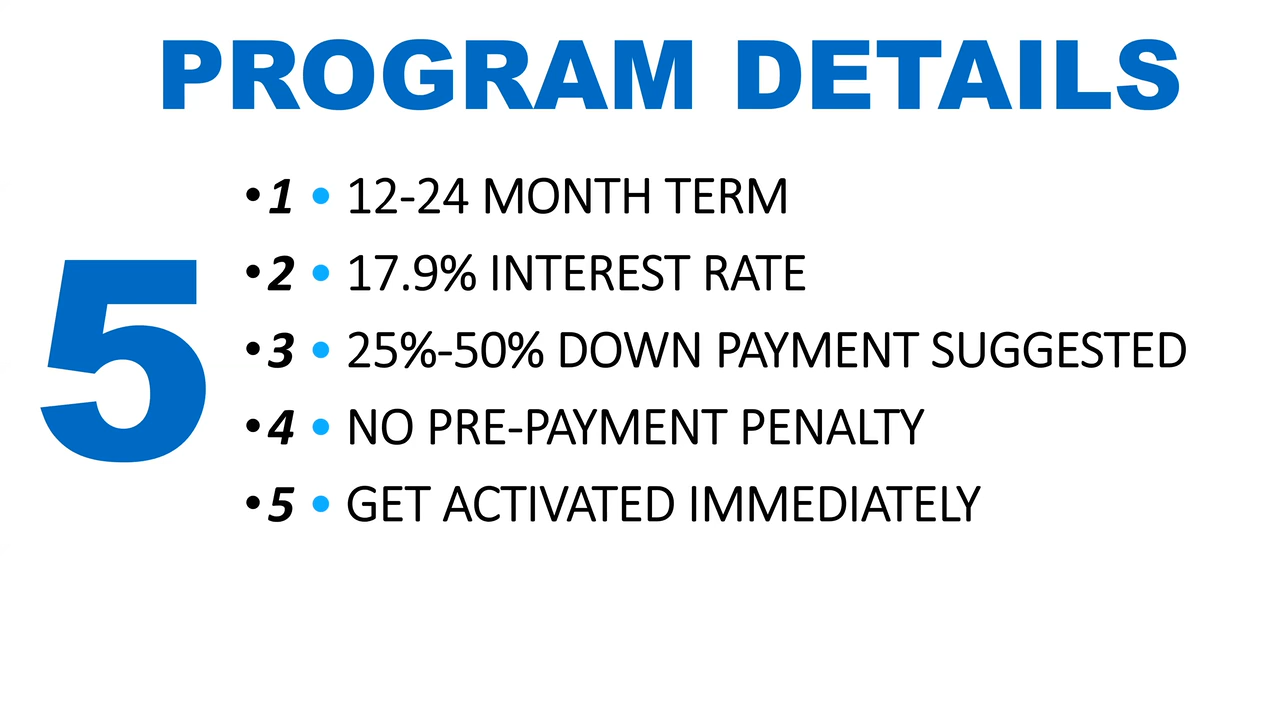 PROGRAM DETAILS
5
•1 • 12-24 MONTH TERM
•2 • 17.9% INTEREST RATE
•3 • 25%-50% DOWN PAYMENT SUGGESTED
•4 • NO PRE-PAYMENT PENALTY
•5 • GET ACTIVATED IMMEDIATELY